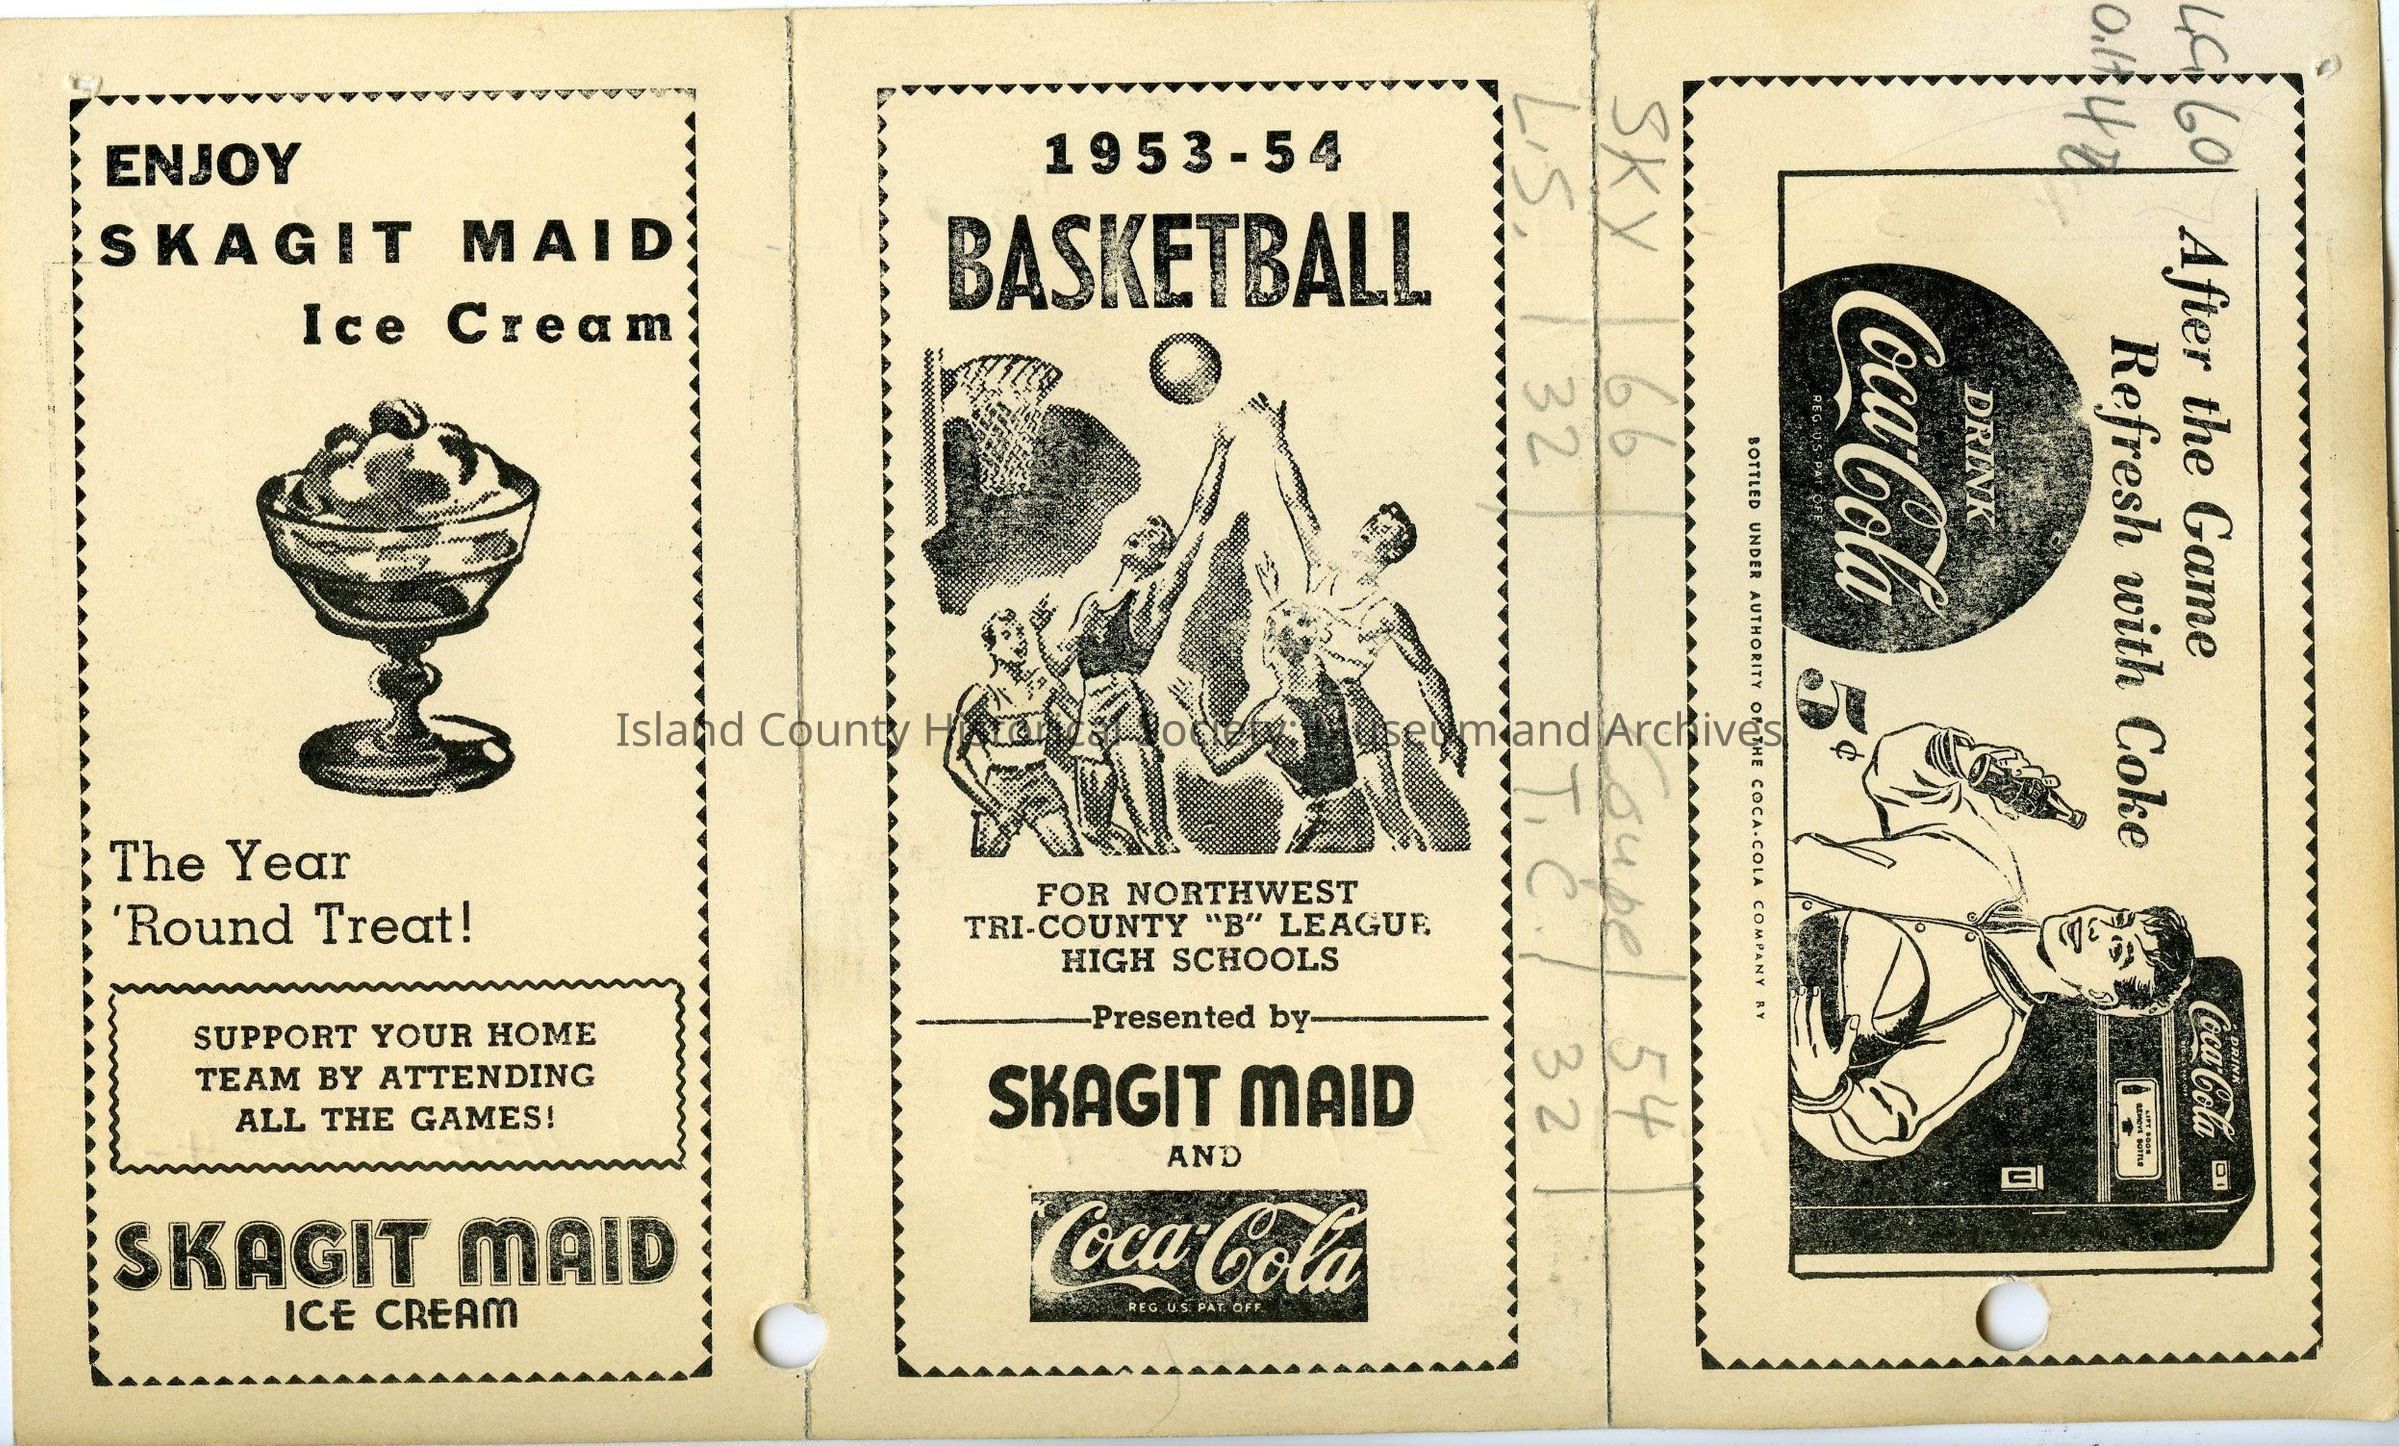 ENJOY
SKAGIT MAID
Ice Cream
The Year
'Round Treat!
SUPPORT YOUR HOME
TEAM BY ATTENDING
ALL THE GAMES!
SKAGIT MAID
ICE CREAM
1953-54
BASKETBALL
FOR NORTHWEST
TRI-COUNTY "B" LEAGUE
HIGH SCHOOLS
Presented by
SKAGIT MAID
AND
Coca-Cola
REG. U.S. PAT. OFF.
SKY 66 Coupe 54
L.S. 32 T.C. 32
60
O.H. 48
After the Game
Refresh with Coke
DRINK
Coca-Cola
REG. U.S. PAT. OFF.
5¢
DRINK
Coca-Cola
BOTTLED UNDER AUTHORITY OF THE COCA-COLA COMPANY BY
Island County Historical Society: Museum and Archives